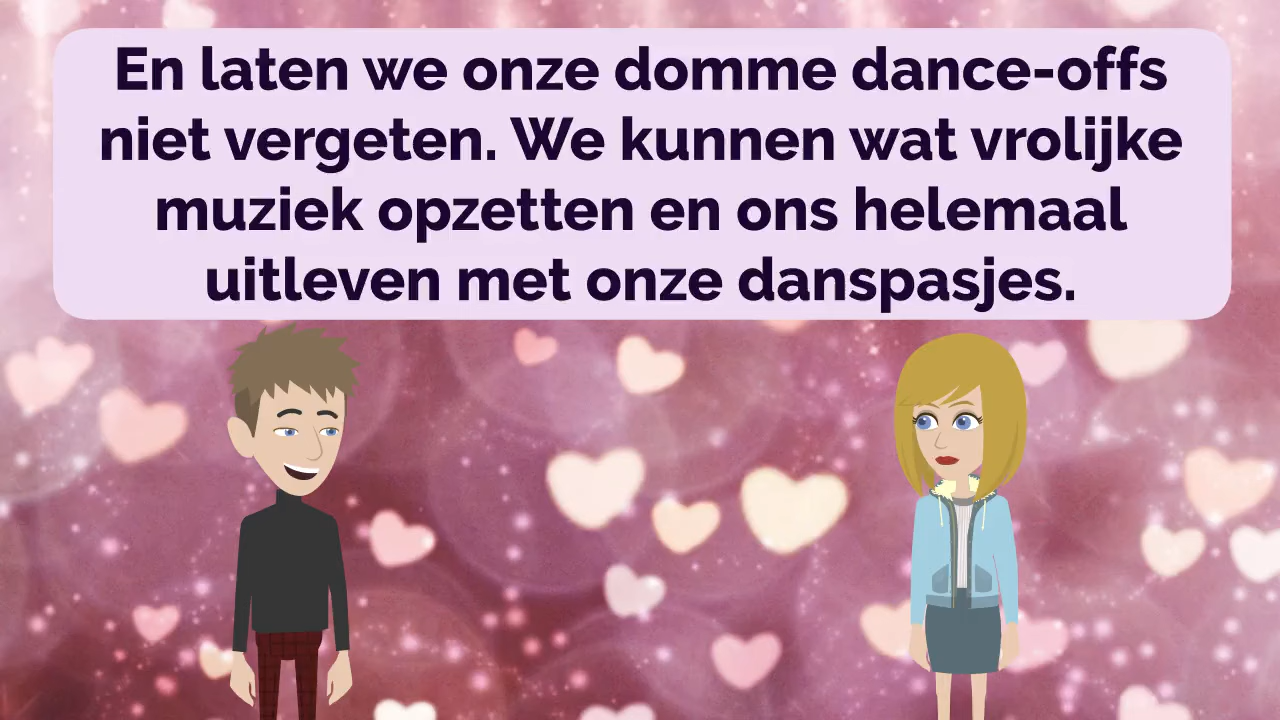 En laten we onze domme dance-offs
niet vergeten. We kunnen wat vrolijke
muziek opzetten en ons helemaal
uitleven met onze danspasjes.